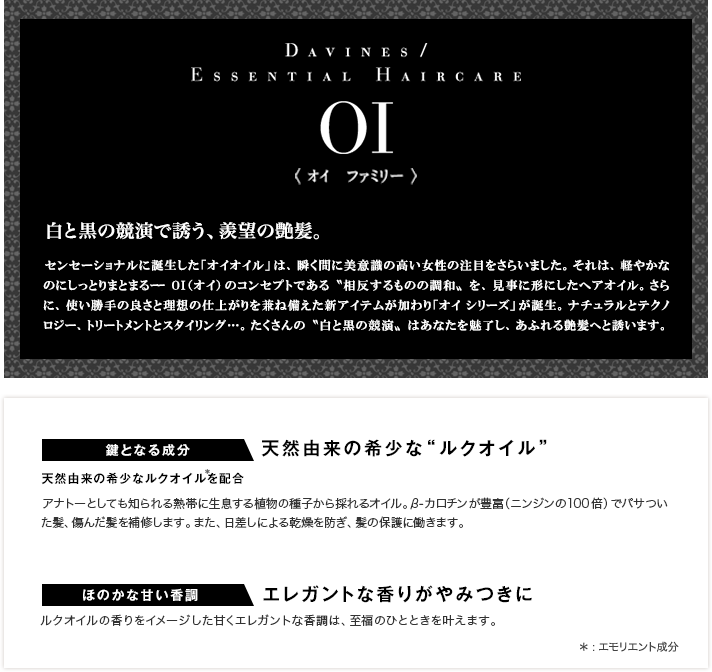 DAVINES/
ESSENTIAL HAIRCARE
OI
〈 オイ　ファミリー 〉
白と黒の競演で誘う、羨望の艶髪。
センセーショナルに誕生した「オイオイル」は、瞬く間に美意識の高い女性の注目をさらいました。それは、軽やかな
のにしっとりまとまる― OI（オイ）のコンセプトである〝相反するものの調和〟を、見事に形にしたヘアオイル。さら
に、使い勝手の良さと理想の仕上がりを兼ね備えた新アイテムが加わり「オイ シリーズ」が誕生。ナチュラルとテクノ
ロジー、トリートメントとスタイリング…。たくさんの〝白と黒の競演〟はあなたを魅了し、あふれる艶髪へと誘います。
鍵となる成分 天然由来の希少な“ルクオイル”
天然由来の希少なルクオイル*を配合
アナトーとしても知られる熱帯に生息する植物の種子から採れるオイル。β-カロチンが豊富（ニンジンの100倍）でパサつい
た髪、傷んだ髪を補修します。また、日差しによる乾燥を防ぎ、髪の保護に働きます。
ほのかな甘い香調 エレガントな香りがやみつきに
ルクオイルの香りをイメージした甘くエレガントな香調は、至福のひとときを叶えます。
＊：エモリエント成分